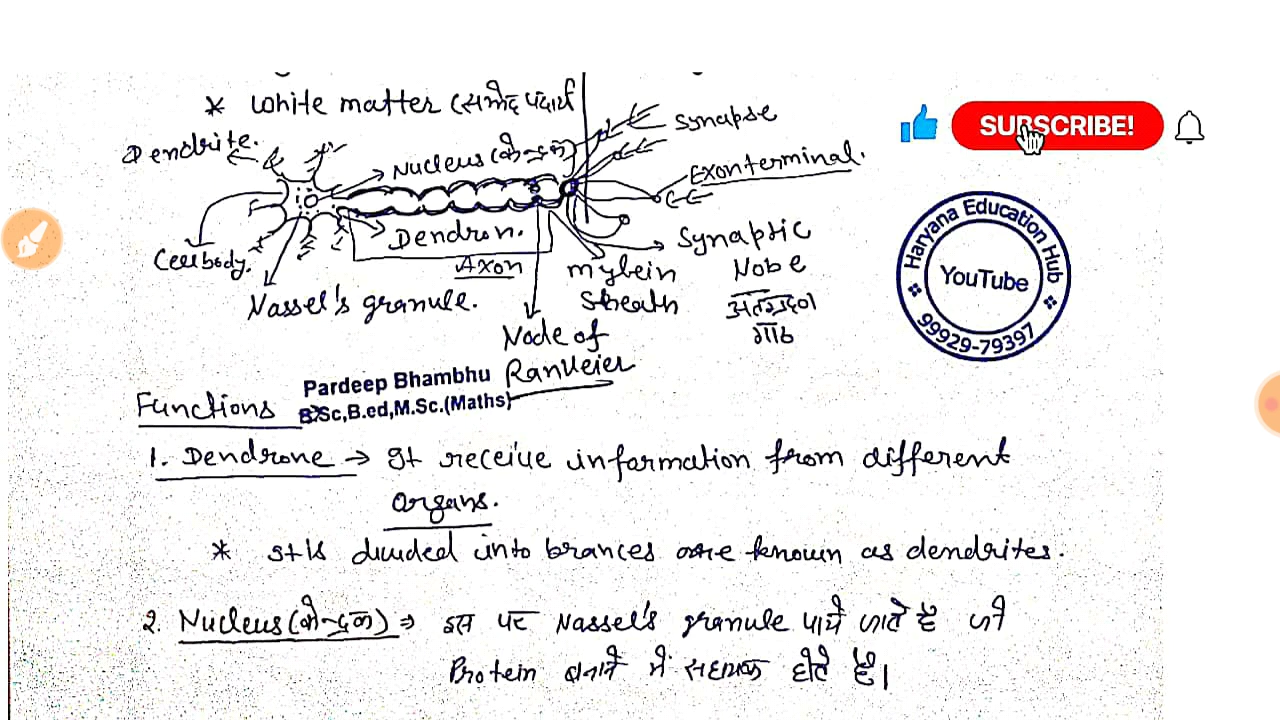 * White matter (सफेद पदार्थ
Dendrite.
Synapse
Nucleus (केन्द्रक)
Exonterminal.
Dendron.
Synaptic
Nobe
Ceubody.
Axon
mylein
Streath
Nassel's granule.
Node of
Ranveier
SUBSCRIBE!
Haryana Education Hub
YouTube
99929-79397
Pardeep Bhambhu
B.Sc,B.ed,M.Sc.(Maths)
Functions
1. Dendrone → It receive information from different
organs.
* It is divided into brances are known as dendrites.
2. Nucleus (केन्द्रक) ⇒ इस पर Nassel's granule पाये जाते है जो
Protein बनाने में सहायक होते है।